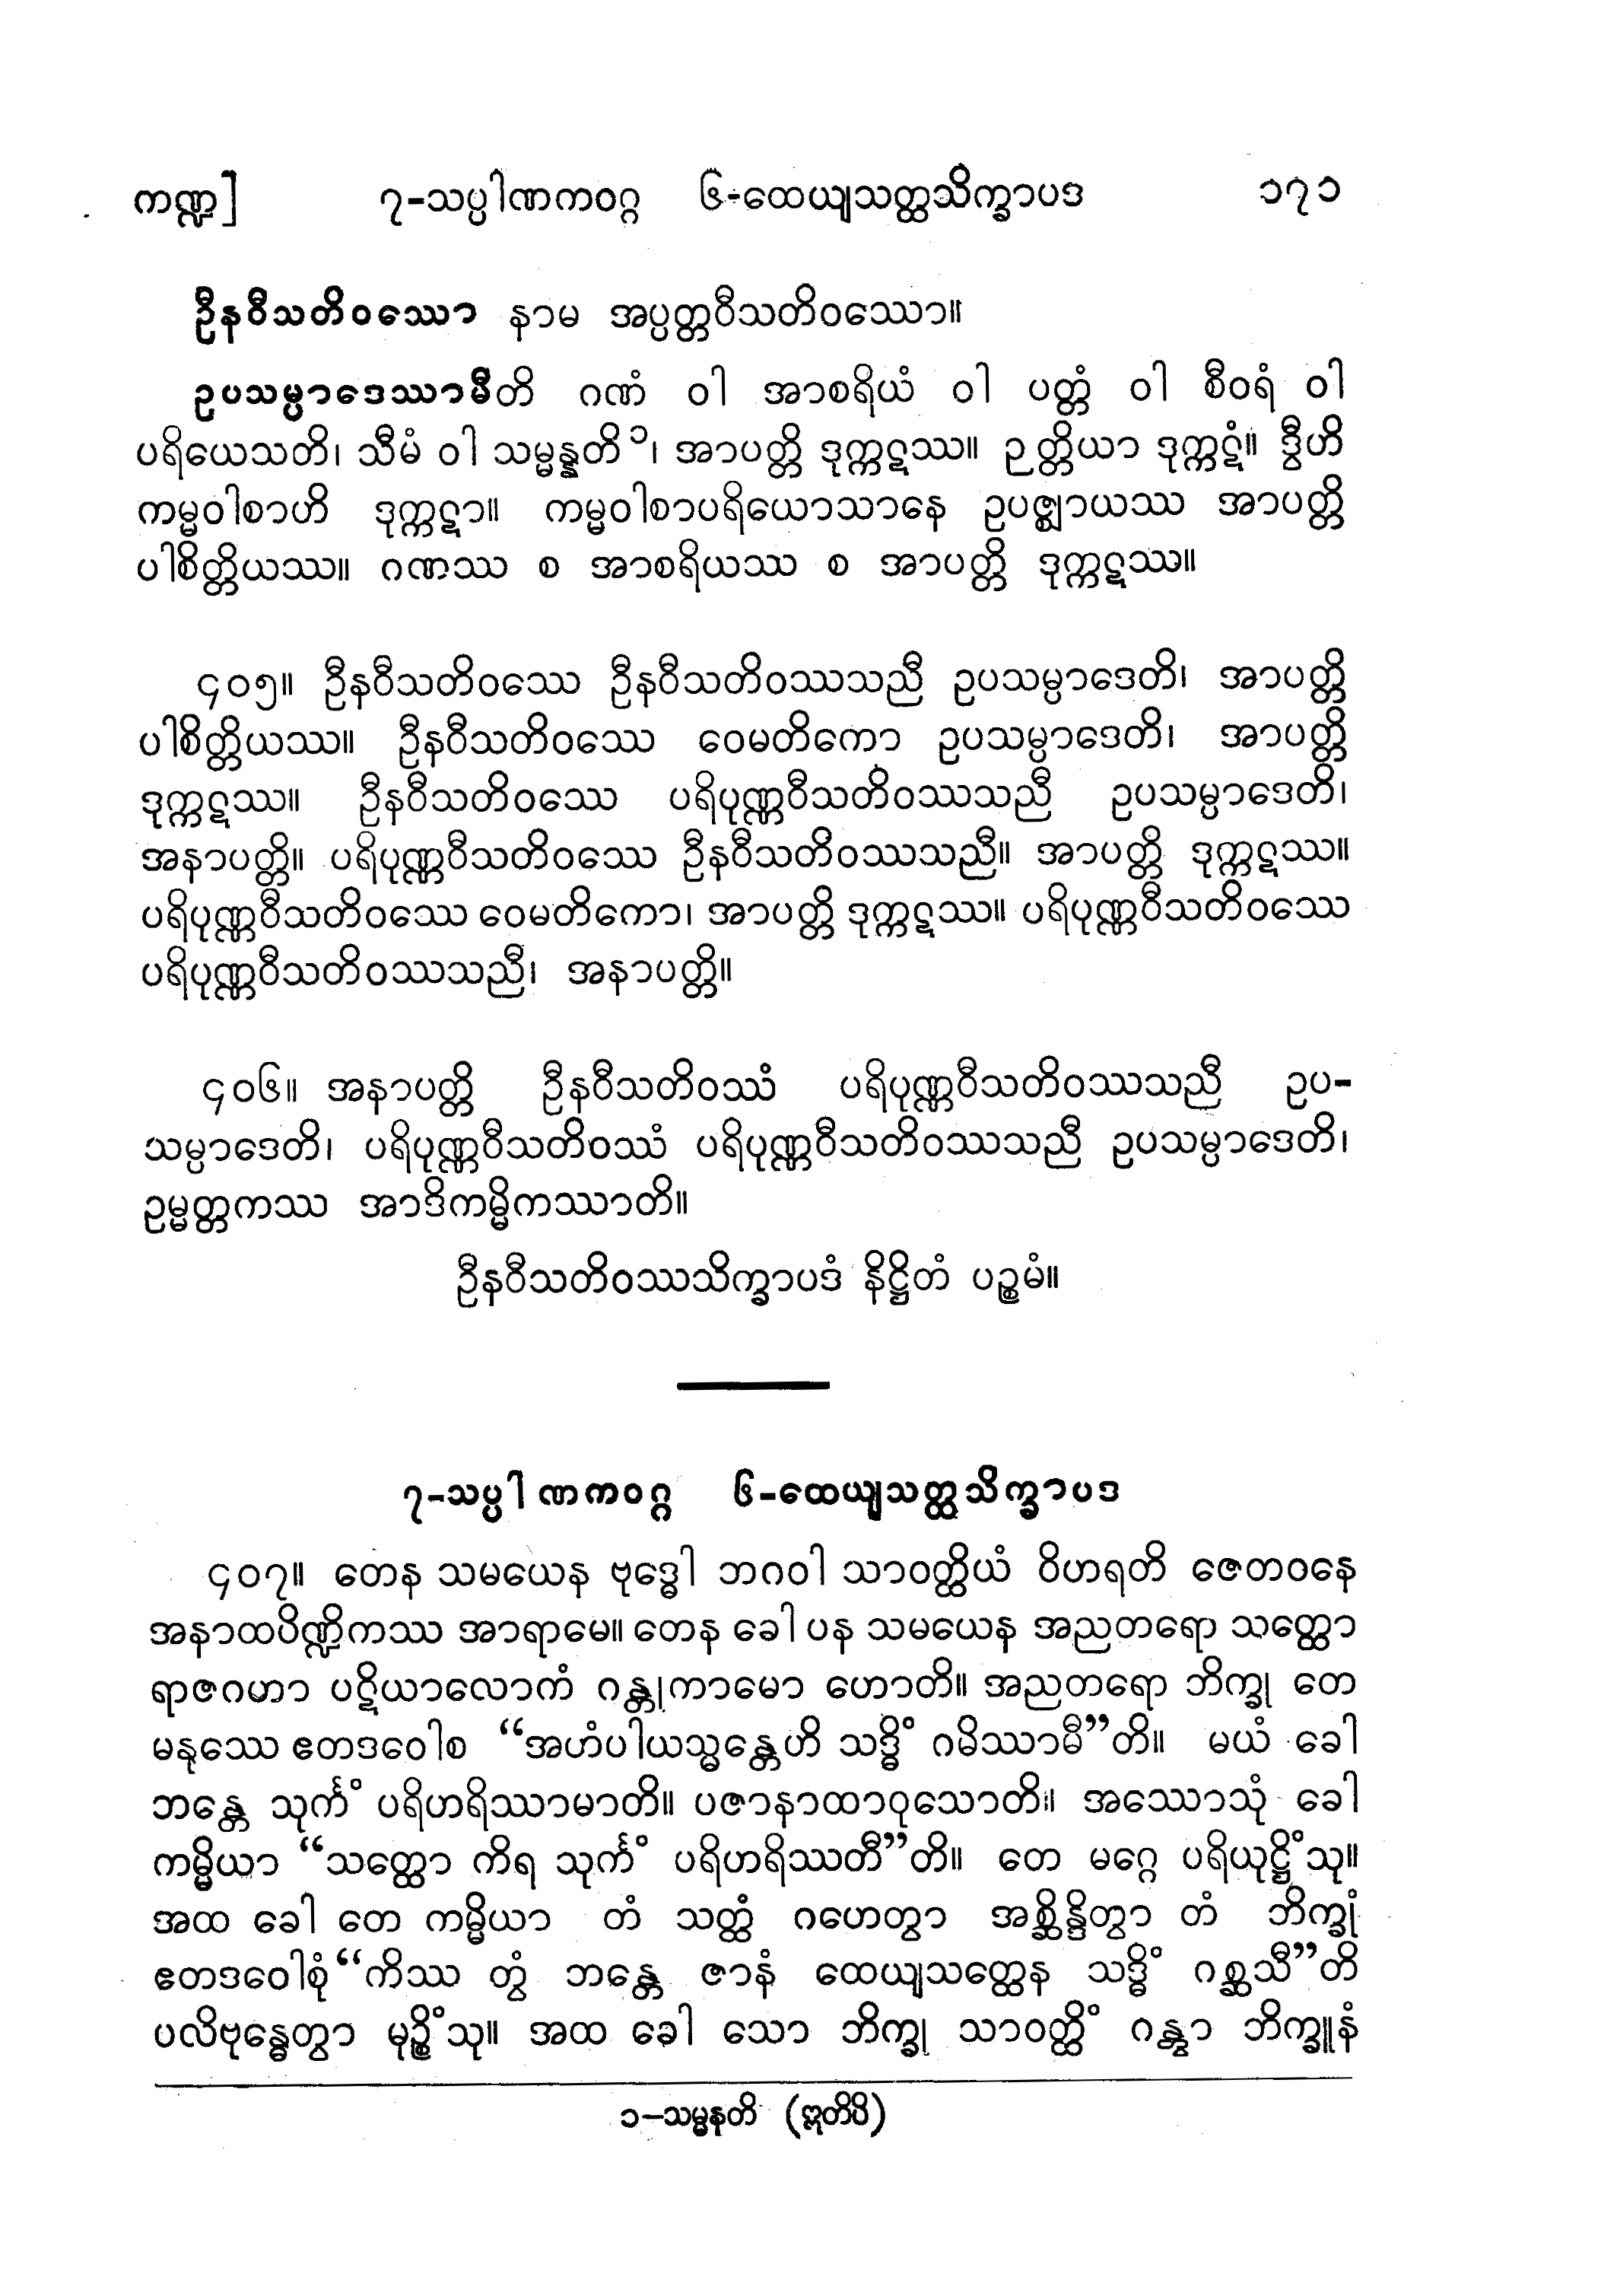 ကဏ္ဍ] ၇-သပ္ပါဏကဝဂ္ဂ ၆-ထေယျသတ္ထသိက္ခာပဒ ၁၇၁
ဦနဝီသတိဝဿော နာမ အပ္ပတ္တဝီသတိဝဿော။
ဥပသမ္ပာဒေဿာမီတိ ဂဏံ ဝါ အာစရိယံ ဝါ ပတ္တံ ဝါ စီဝရံ ဝါ
ပရိယေသတိ၊ သီမံ ဝါ သမ္မန္နတိ၁၊ အာပတ္တိ ဒုက္ကဋဿ။ ဉတ္တိယာ ဒုက္ကဋံ။ ဒွီဟိ
ကမ္မဝါစာဟိ ဒုက္ကဋာ။ ကမ္မဝါစာပရိယောသာနေ ဥပဇ္ဈာယဿ အာပတ္တိ
ပါစိတ္တိယဿ။ ဂဏဿ စ အာစရိယဿ စ အာပတ္တိ ဒုက္ကဋဿ။
၄၀၅။ ဦနဝီသတိဝဿေ ဦနဝီသတိဝဿသညီ ဥပသမ္ပာဒေတိ၊ အာပတ္တိ
ပါစိတ္တိယဿ။ ဦနဝီသတိဝဿေ ဝေမတိကော ဥပသမ္ပာဒေတိ၊ အာပတ္တိ
ဒုက္ကဋဿ။ ဦနဝီသတိဝဿေ ပရိပုဏ္ဏဝီသတိဝဿသညီ ဥပသမ္ပာဒေတိ၊
အနာပတ္တိ။ ပရိပုဏ္ဏဝီသတိဝဿေ ဦနဝီသတိဝဿသညီ။ အာပတ္တိ ဒုက္ကဋဿ။
ပရိပုဏ္ဏဝီသတိဝဿေ ဝေမတိကော၊ အာပတ္တိ ဒုက္ကဋဿ။ ပရိပုဏ္ဏဝီသတိဝဿေ
ပရိပုဏ္ဏဝီသတိဝဿသညီ၊ အနာပတ္တိ။
၄၀၆။ အနာပတ္တိ ဦနဝီသတိဝဿံ ပရိပုဏ္ဏဝီသတိဝဿသညီ ဥပ-
သမ္ပာဒေတိ၊ ပရိပုဏ္ဏဝီသတိဝဿံ ပရိပုဏ္ဏဝီသတိဝဿသညီ ဥပသမ္ပာဒေတိ၊
ဥမ္မတ္တကဿ အာဒိကမ္မိကဿာတိ။
ဦနဝီသတိဝဿသိက္ခာပဒံ နိဋ္ဌိတံ ပဉ္စမံ။
၇-သပ္ပါဏကဝဂ္ဂ ၆-ထေယျသတ္ထသိက္ခာပဒ
၄၀၇။ တေန သမယေန ဗုဒ္ဓေါ ဘဂဝါ သာဝတ္ထိယံ ဝိဟရတိ ဇေတဝနေ
အနာထပိဏ္ဍိကဿ အာရာမေ။ တေန ခေါ ပန သမယေန အညတရော သတ္ထော
ရာဇဂဟာ ပဋိယာလောကံ ဂန္တုကာမော ဟောတိ။ အညတရော ဘိက္ခု တေ
မနုဿေ ဧတဒဝေါစ “အဟံပါယသ္မန္တေဟိ သဒ္ဓိံ ဂမိဿာမီ”တိ။ မယံ ခေါ
ဘန္တေ သုင်္ကံ ပရိဟရိဿာမာတိ။ ပဇာနာထာဝုသောတိ။ အဿောသုံ ခေါ
ကမ္မိယာ “သတ္ထော ကိရ သုင်္ကံ ပရိဟရိဿတီ”တိ။ တေ မဂ္ဂေ ပရိယုဋ္ဌိံသု။
အထ ခေါ တေ ကမ္မိယာ တံ သတ္ထံ ဂဟေတွာ အစ္ဆိန္ဒိတွာ တံ ဘိက္ခုံ
ဧတဒဝေါစုံ “ကိဿ တွံ ဘန္တေ ဇာနံ ထေယျသတ္ထေန သဒ္ဓိံ ဂစ္ဆသီ”တိ
ပလိဗုန္ဓေတွာ မုဉ္စိံသု။ အထ ခေါ သော ဘိက္ခု သာဝတ္ထိံ ဂန္တွာ ဘိက္ခူနံ
၁-သမ္မနတိ (ဣတိပိ)